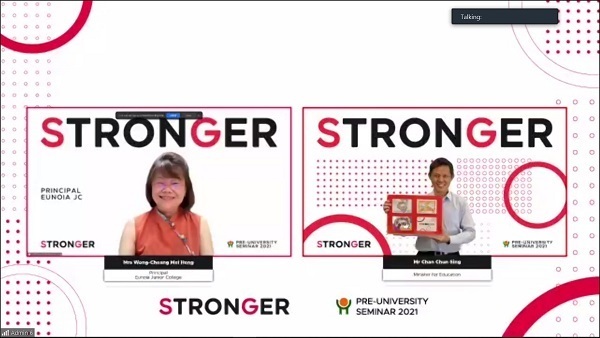 Talking:
STRONGER
PRINCIPAL
EUNOIA JC
STRONGER
PRE-UNIVERSITY
SEMINAR 2021
Mrs Wong-Cheang Mei Heng
Principal
Eunoia Junior College
STRONGER
STRONGER
PRE-UNIVERSITY
SEMINAR 2021
Mr Chan Chun Sing
Minister for Education
STRONGER
PRE-UNIVERSITY
SEMINAR 2021